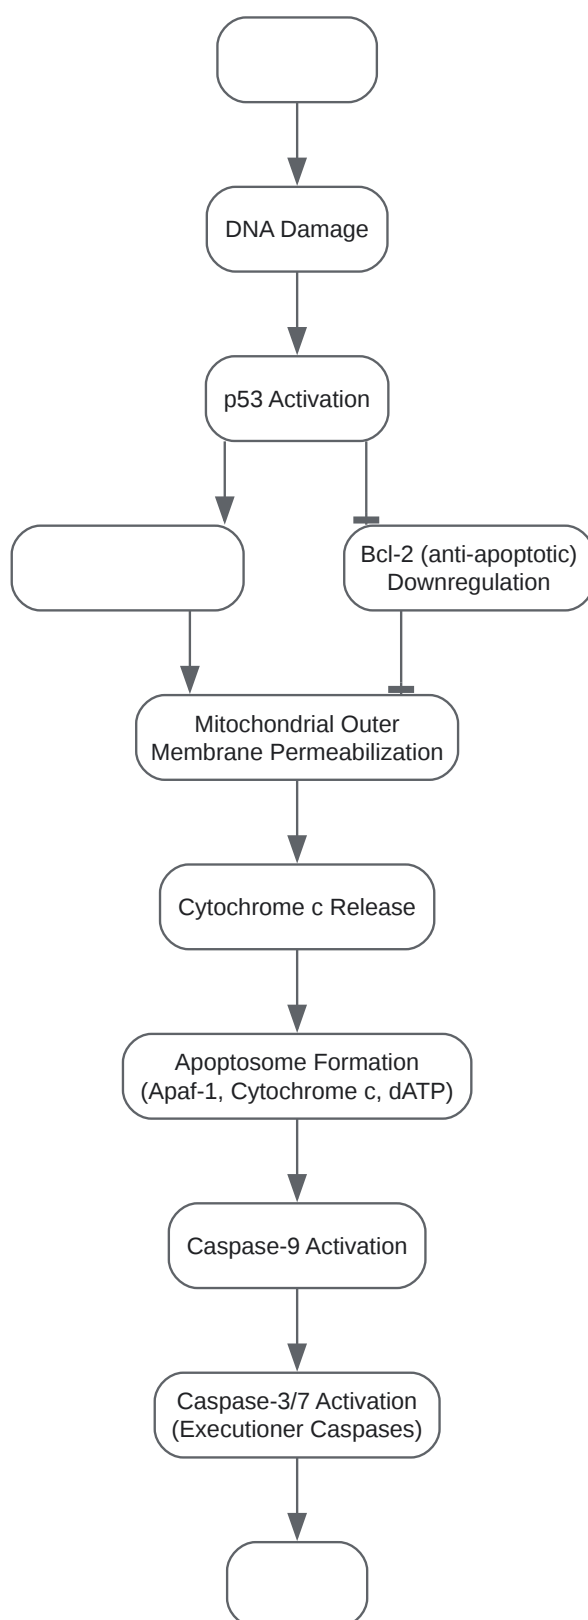 DNA Damage
p53 Activation
Bcl-2 (anti-apoptotic)
Downregulation
Mitochondrial Outer
Membrane Permeabilization
Cytochrome c Release
Apoptosome Formation
(Apaf-1, Cytochrome c, dATP)
Caspase-9 Activation
Caspase-3/7 Activation
(Executioner Caspases)